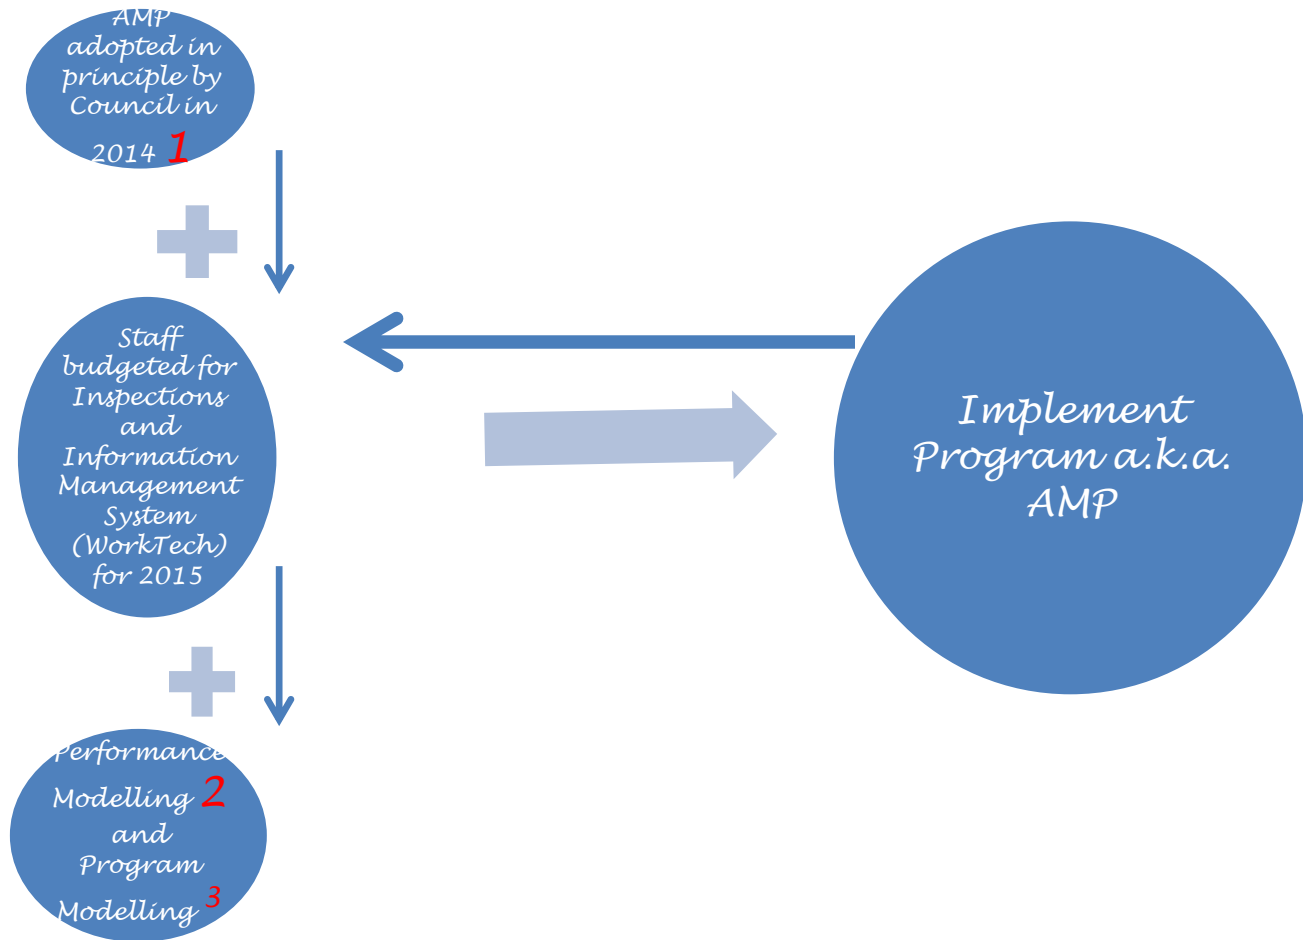 AMP
adopted in
principle by
Council in
2014 1
Staff
budgeted for
Inspections
and
Information
Management
System
(WorkTech)
for 2015
Performance
Modelling 2
and
Program
Modelling 3
Implement
Program a.k.a.
AMP